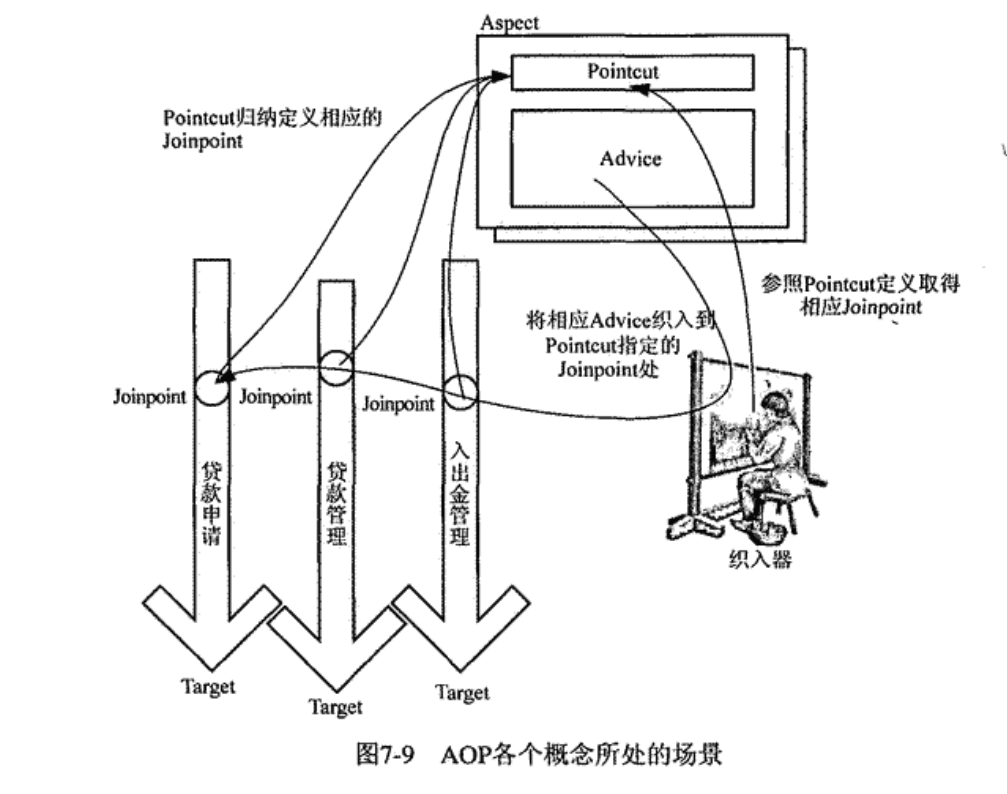 Aspect
Pointcut
Pointcut归纳定义相应的
Joinpoint
Advice
参照Pointcut定义取得
相应Joinpoint
将相应Advice织入到
Pointcut指定的
Joinpoint处
Joinpoint
Joinpoint
Joinpoint
贷款申请
贷款管理
入出金管理
织入器
Target
Target
Target
图7-9 AOP各个概念所处的场景